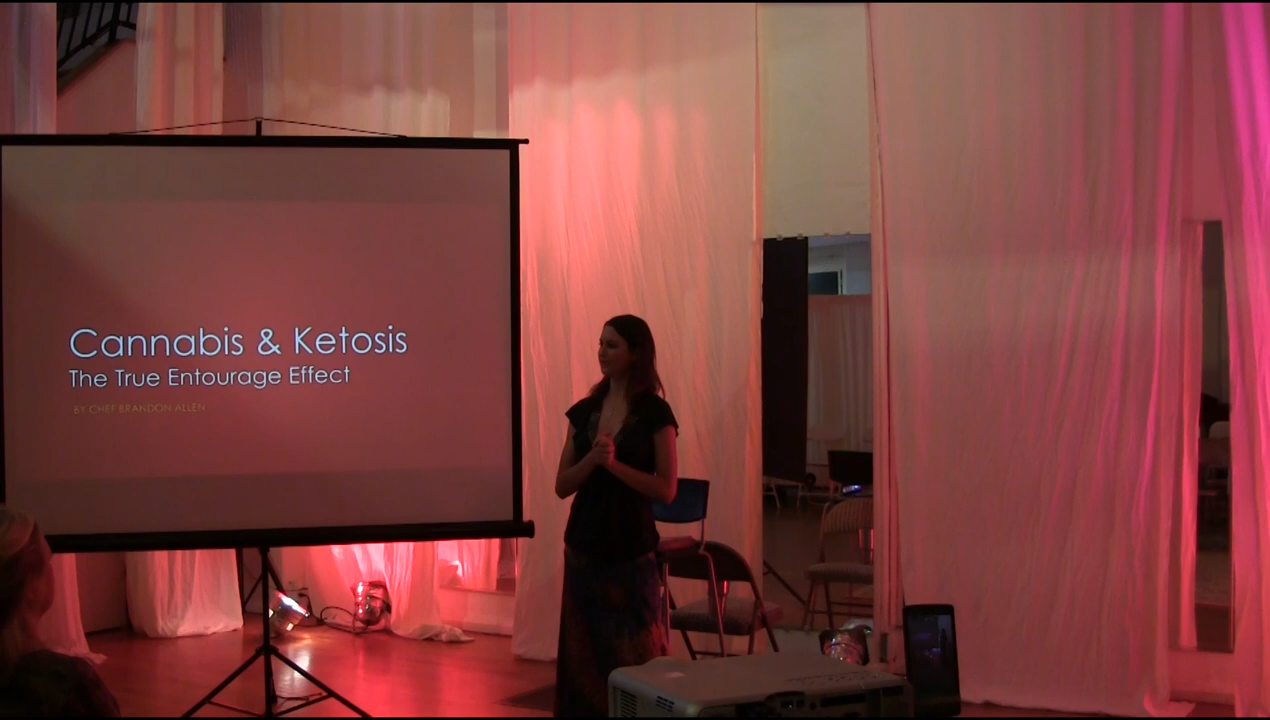 Cannabis & Ketosis
The True Entourage Effect
BY CHEF BRANDON ALLEN